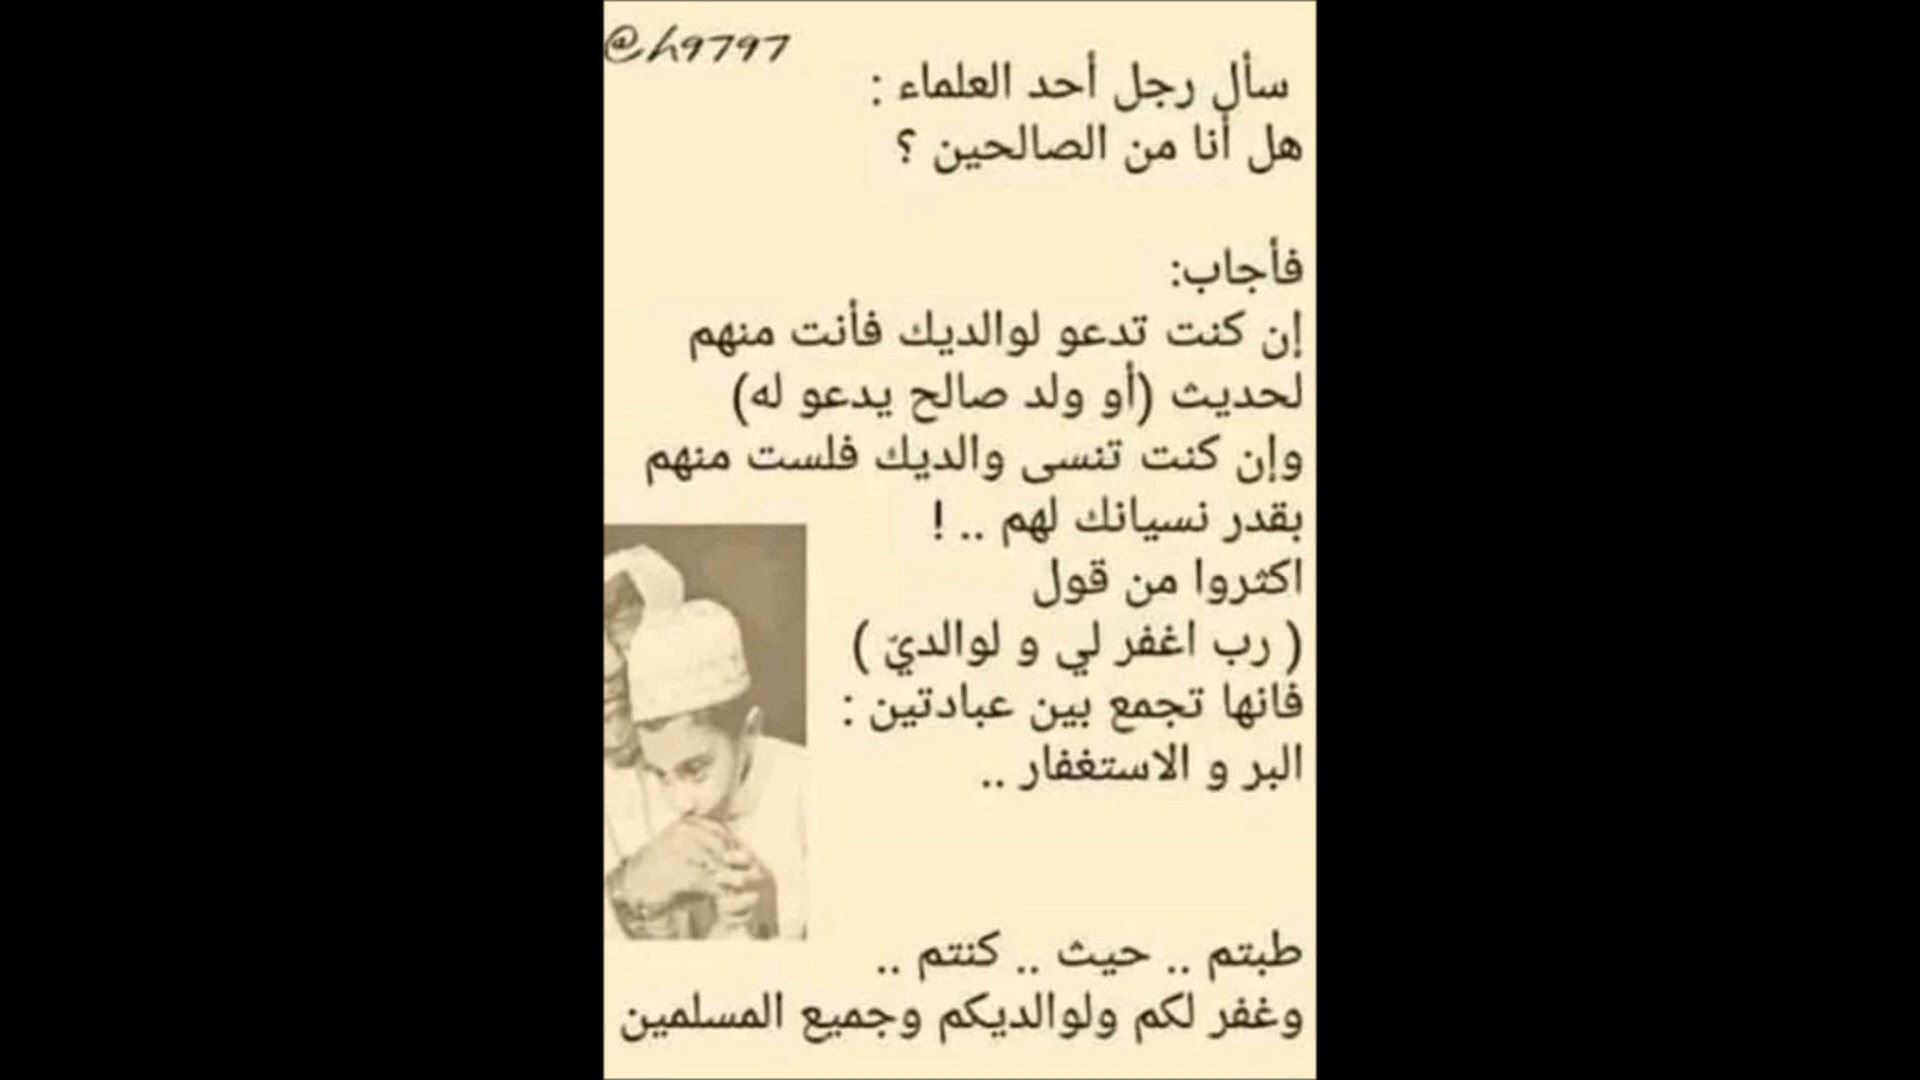 @h9797
سأل رجل أحد العلماء :
هل أنا من الصالحين ؟
فأجاب:
إن كنت تدعو لوالديك فأنت منهم
لحديث (أو ولد صالح يدعو له)
وإن كنت تنسى والديك فلست منهم
بقدر نسيانك لهم .. !
اكثروا من قول
( رب اغفر لي و لوالديّ )
فانها تجمع بين عبادتين :
البر و الاستغفار ..
طبتم .. حيث .. كنتم ..
وغفر لكم ولوالديكم وجميع المسلمين